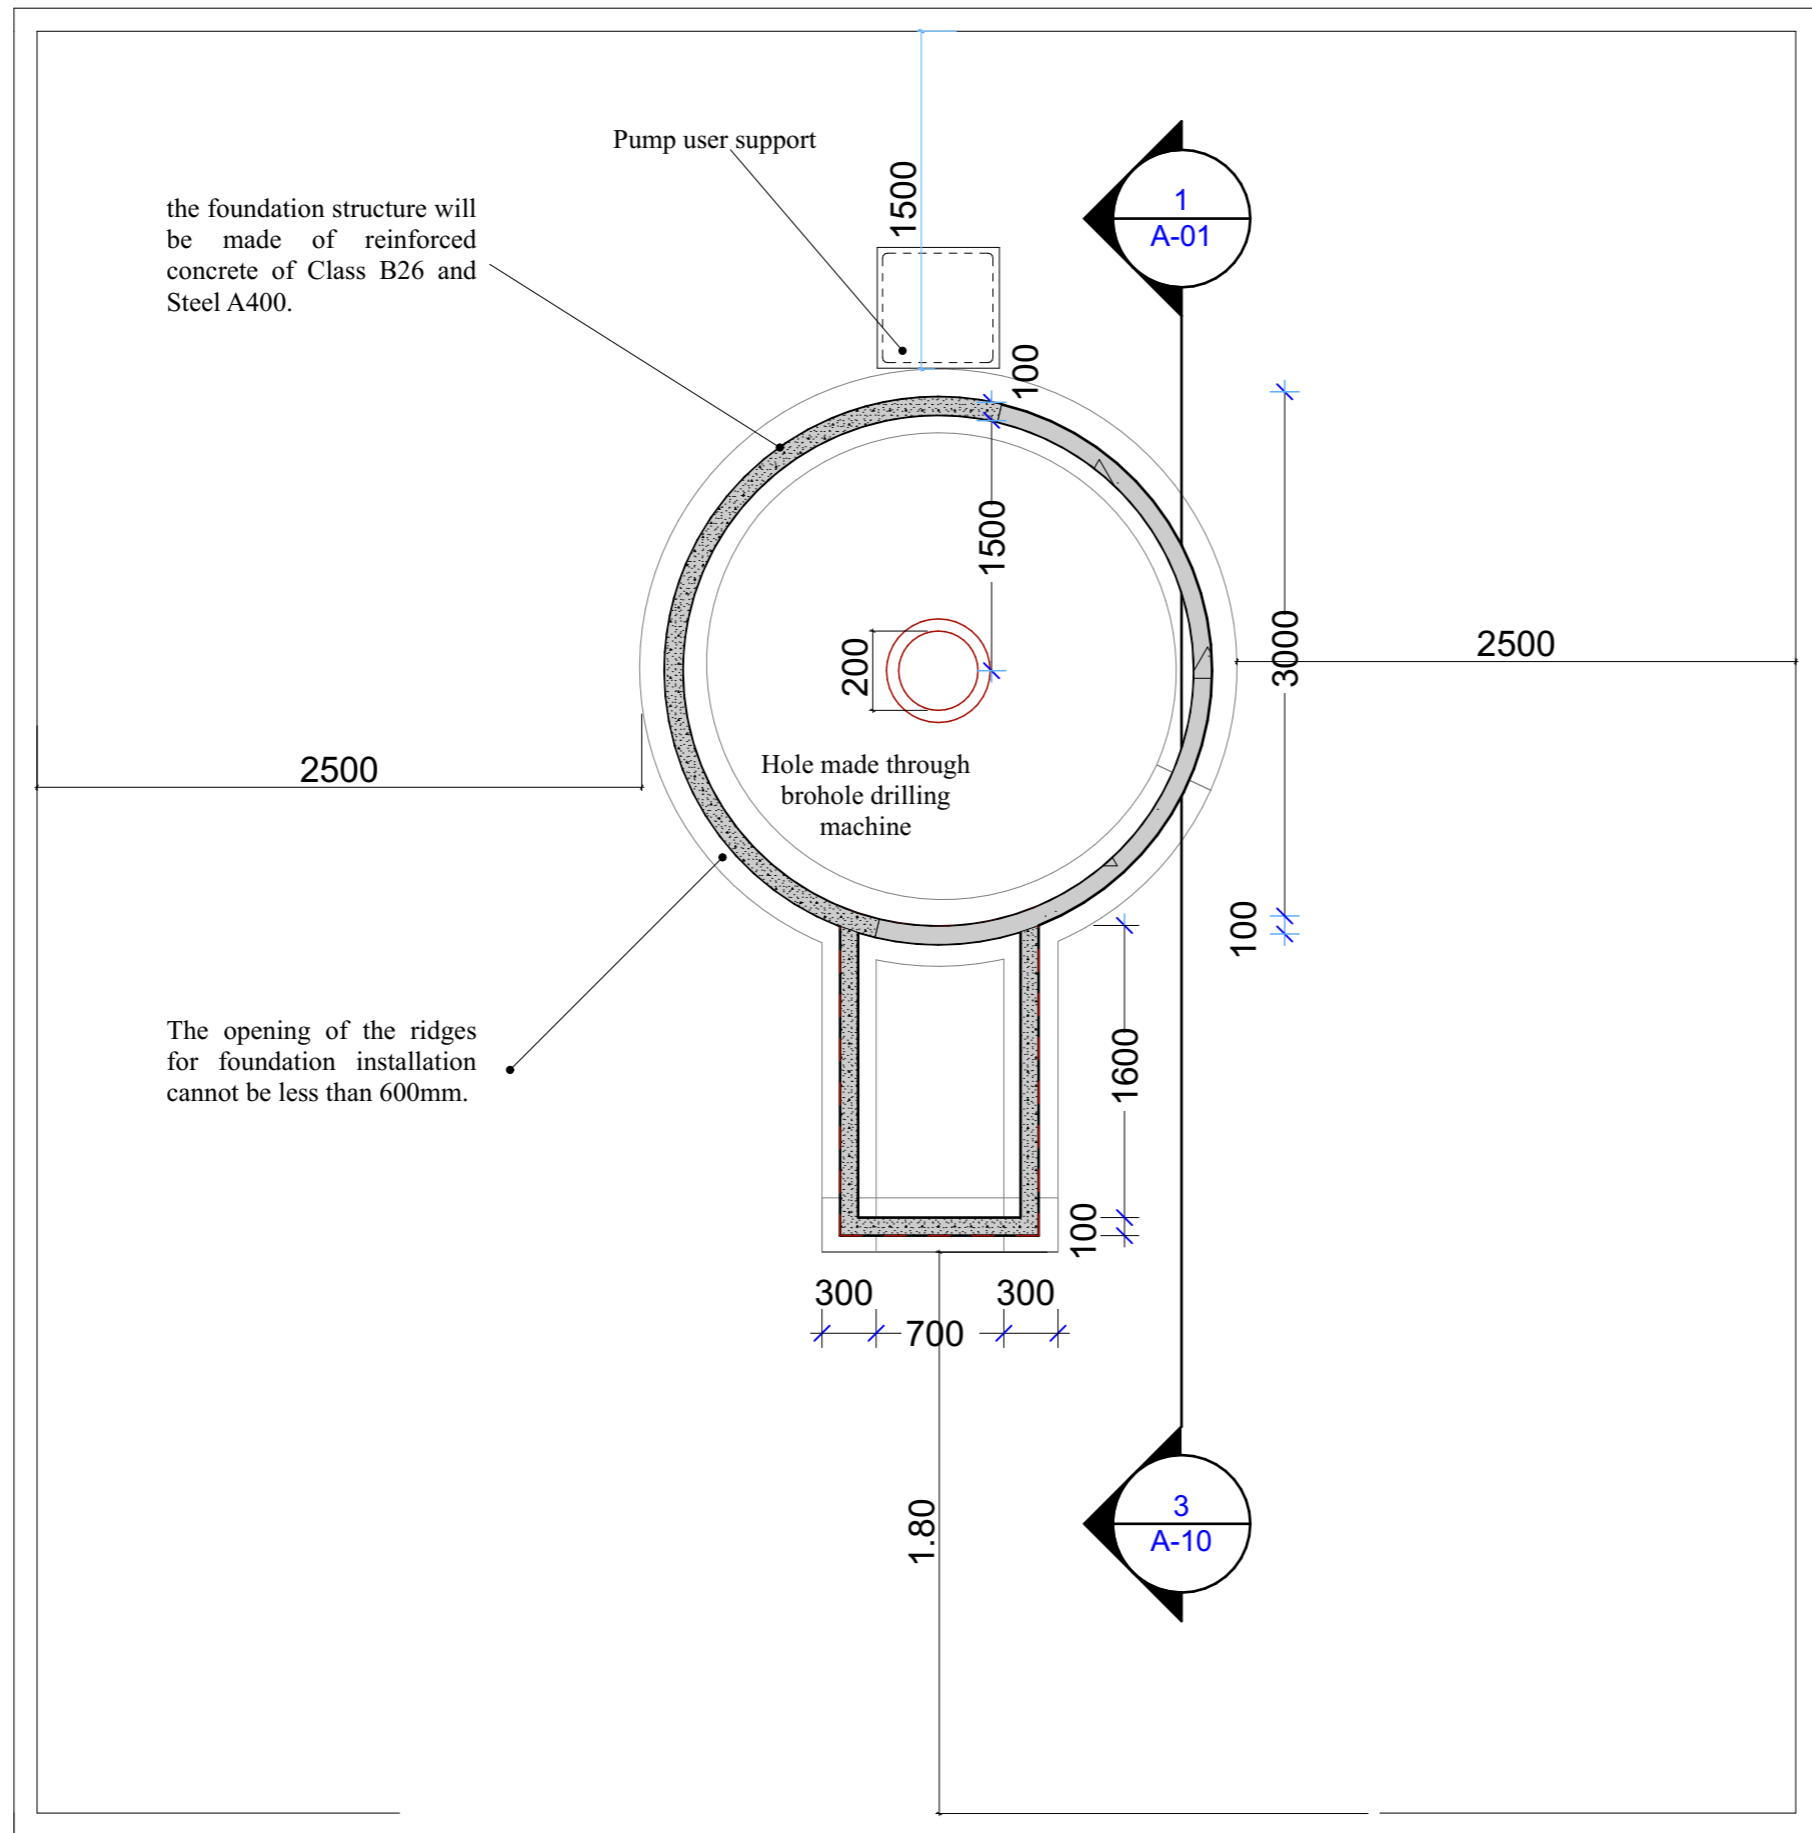 Pump user support
1500
1
A-01
the foundation structure will
be made of reinforced
concrete of Class B26 and
Steel A400.
100
1500
3000
2500
200
2500
Hole made through
brohole drilling
machine
100
The opening of the ridges
for foundation installation
cannot be less than 600mm.
1600
100
300
300
700
1.80
3
A-10